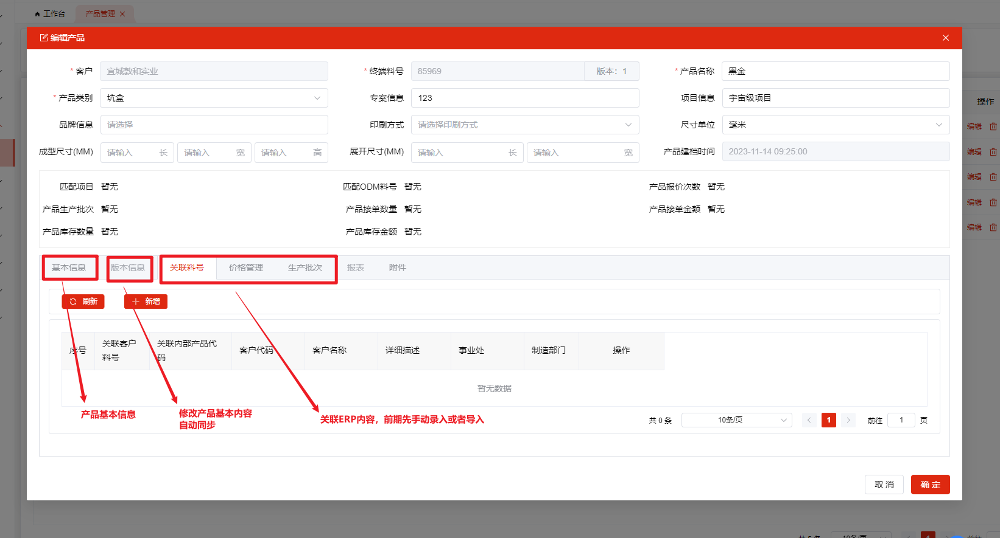 工作台
产品管理
编辑产品
* 客户 宜城敦和实业 * 终端料号 85969 版本：1 * 产品名称 黑金
* 产品类别 坑盒 专案信息 123 项目信息 宇宙级项目
操作
品牌信息 请选择 印刷方式 请选择印刷方式 尺寸单位 毫米
编辑
成型尺寸(MM) 请输入 长 请输入 宽 请输入 高 展开尺寸(MM) 请输入 长 请输入 宽 产品建档时间 2023-11-14 09:25:00
编辑
编辑
匹配项目 暂无 匹配ODM料号 暂无 产品报价次数 暂无
编辑
产品生产批次 暂无 产品接单数量 暂无 产品接单金额 暂无
编辑
产品库存数量 暂无 产品库存金额 暂无
基本信息 版本信息 关联料号 价格管理 生产批次 报表 附件
刷新 新增
序号 关联客户料号 关联内部产品代码 客户代码 客户名称 详细描述 事业处 制造部门 操作
暂无数据
产品基本信息
修改产品基本内容
自动同步
关联ERP内容，前期先手动录入或者导入
共 0 条 10条/页 1 前往 1 页
取 消 确 定